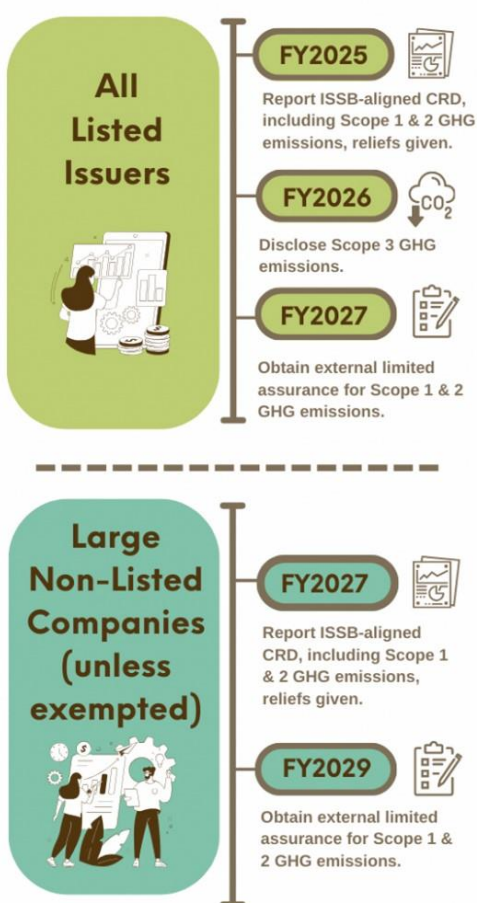 All
Listed
Issuers
FY2025
Report ISSB-aligned CRD,
including Scope 1 & 2 GHG
emissions, reliefs given.
FY2026
CO2
Disclose Scope 3 GHG
emissions.
FY2027
Obtain external limited
assurance for Scope 1 & 2
GHG emissions.
Large
Non-Listed
Companies
(unless
exempted)
FY2027
Report ISSB-aligned
CRD, including Scope 1
& 2 GHG emissions,
reliefs given.
FY2029
Obtain external limited
assurance for Scope 1 &
2 GHG emissions.